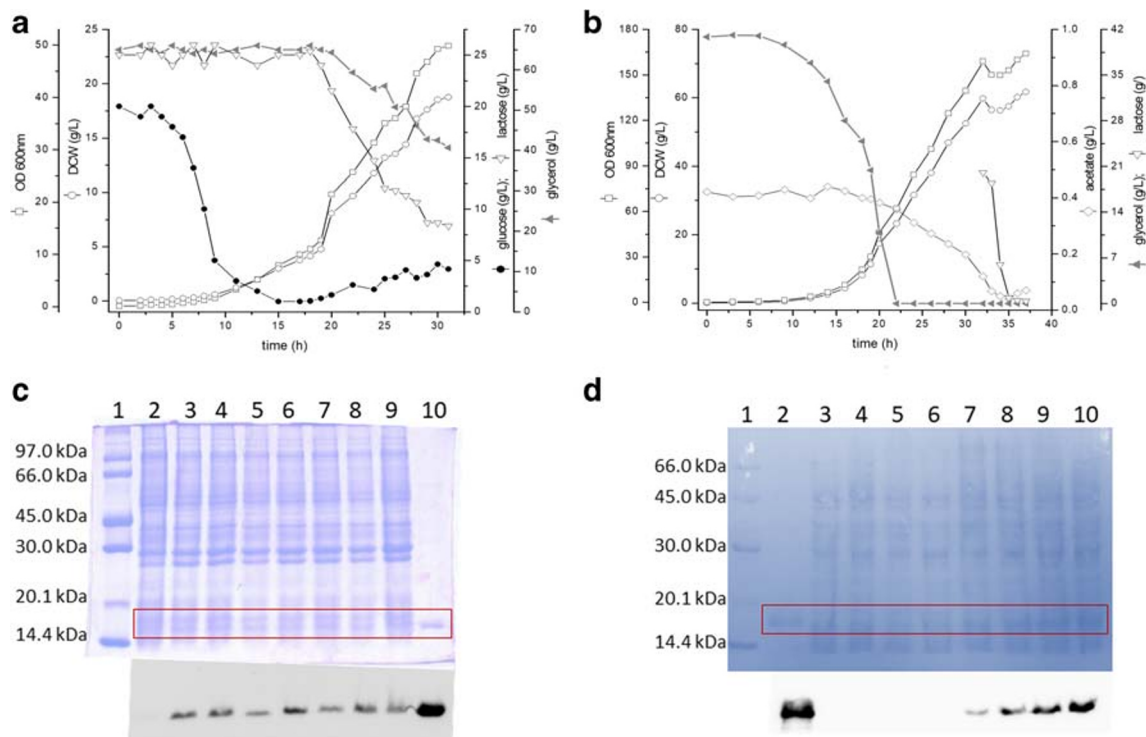 a
OD 600nm
50
40
30
20
10
0
DCW (g/L)
25
20
15
10
5
0
0 5 10 15 20 25 30
time (h)
glucose (g/L); lactose (g/L)
25
20
15
10
5
0
glycerol (g/L)
70
60
50
40
30
20
10
0
b
OD 600nm
180
150
120
90
60
30
0
DCW (g/L)
80
60
40
20
0
0 5 10 15 20 25 30 35 40
time (h)
acetate (g/L)
1.0
0.8
0.6
0.4
0.2
0.0
glycerol (g/L); lactose (g/)
42
35
28
21
14
7
0
c
1 2 3 4 5 6 7 8 9 10
97.0 kDa
66.0 kDa
45.0 kDa
30.0 kDa
20.1 kDa
14.4 kDa
d
1 2 3 4 5 6 7 8 9 10
66.0 kDa
45.0 kDa
30.0 kDa
20.1 kDa
14.4 kDa